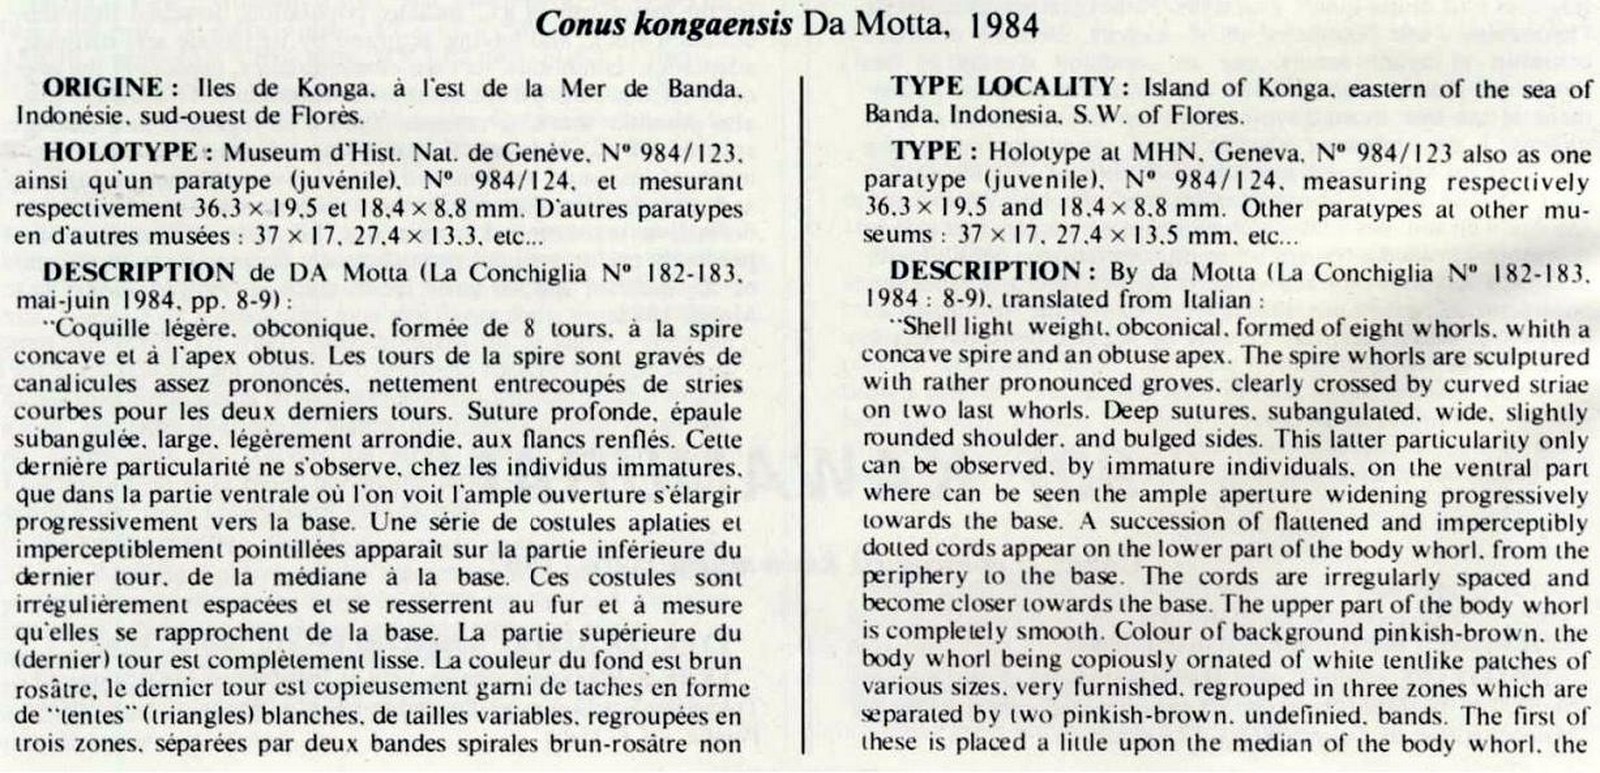 Conus kongaensis Da Motta, 1984
ORIGINE : Iles de Konga, à l'est de la Mer de Banda,
Indonésie, sud-ouest de Florès.
HOLOTYPE : Museum d'Hist. Nat. de Genève, Nº 984/123,
ainsi qu'un paratype (juvénile), Nº 984/124, et mesurant
respectivement 36,3 × 19,5 et 18,4 × 8.8 mm. D'autres paratypes
en d'autres musées : 37 × 17, 27,4 × 13,3, etc...
DESCRIPTION de DA Motta (La Conchiglia Nº 182-183,
mai-juin 1984, pp. 8-9) :
"Coquille légère, obconique, formée de 8 tours, à la spire
concave et à l'apex obtus. Les tours de la spire sont gravés de
canalicules assez prononcés, nettement entrecoupés de stries
courbes pour les deux derniers tours. Suture profonde, épaule
subangulée, large, légèrement arrondie, aux flancs renflés. Cette
dernière particularité ne s'observe, chez les individus immatures,
que dans la partie ventrale où l'on voit l'ample ouverture s'élargir
progressivement vers la base. Une série de costules aplaties et
imperceptiblement pointillées apparaît sur la partie inférieure du
dernier tour, de la médiane à la base. Ces costules sont
irrégulièrement espacées et se resserrent au fur et à mesure
qu'elles se rapprochent de la base. La partie supérieure du
(dernier) tour est complètement lisse. La couleur du fond est brun
rosâtre, le dernier tour est copieusement garni de taches en forme
de "tentes" (triangles) blanches, de tailles variables, regroupées en
trois zones, séparées par deux bandes spirales brun-rosâtre non
TYPE LOCALITY : Island of Konga, eastern of the sea of
Banda, Indonesia, S.W. of Flores.
TYPE : Holotype at MHN, Geneva, Nº 984/123 also as one
paratype (juvenile), Nº 984/124, measuring respectively
36,3 × 19,5 and 18.4 × 8.8 mm. Other paratypes at other mu-
seums : 37 × 17, 27.4 × 13.5 mm, etc...
DESCRIPTION : By da Motta (La Conchiglia Nº 182-183,
1984 : 8-9), translated from Italian :
"Shell light weight, obconical, formed of eight whorls, whith a
concave spire and an obtuse apex. The spire whorls are sculptured
with rather pronounced groves, clearly crossed by curved striae
on two last whorls. Deep sutures, subangulated, wide, slightly
rounded shoulder, and bulged sides. This latter particularity only
can be observed, by immature individuals, on the ventral part
where can be seen the ample aperture widening progressively
towards the base. A succession of flattened and imperceptibly
dotted cords appear on the lower part of the body whorl, from the
periphery to the base. The cords are irregularly spaced and
become closer towards the base. The upper part of the body whorl
is completely smooth. Colour of background pinkish-brown, the
body whorl being copiously ornated of white tentlike patches of
various sizes, very furnished, regrouped in three zones which are
separated by two pinkish-brown, undefinied, bands. The first of
these is placed a little upon the median of the body whorl, the